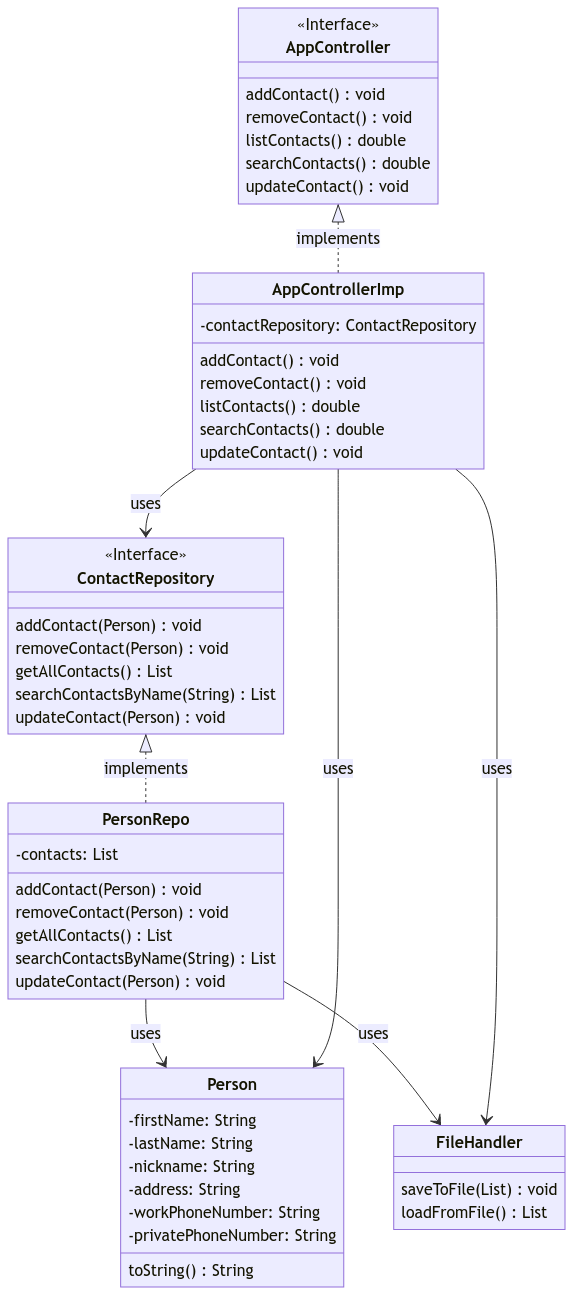 «Interface»
AppController
addContact() : void
removeContact() : void
listContacts() : double
searchContacts() : double
updateContact() : void
implements
AppControllerImp
-contactRepository: ContactRepository
addContact() : void
removeContact() : void
listContacts() : double
searchContacts() : double
updateContact() : void
uses
«Interface»
ContactRepository
addContact(Person) : void
removeContact(Person) : void
getAllContacts() : List
searchContactsByName(String) : List
updateContact(Person) : void
implements
uses
uses
PersonRepo
-contacts: List
addContact(Person) : void
removeContact(Person) : void
getAllContacts() : List
searchContactsByName(String) : List
updateContact(Person) : void
uses
uses
Person
-firstName: String
-lastName: String
-nickname: String
-address: String
-workPhoneNumber: String
-privatePhoneNumber: String
toString() : String
FileHandler
saveToFile(List) : void
loadFromFile() : List